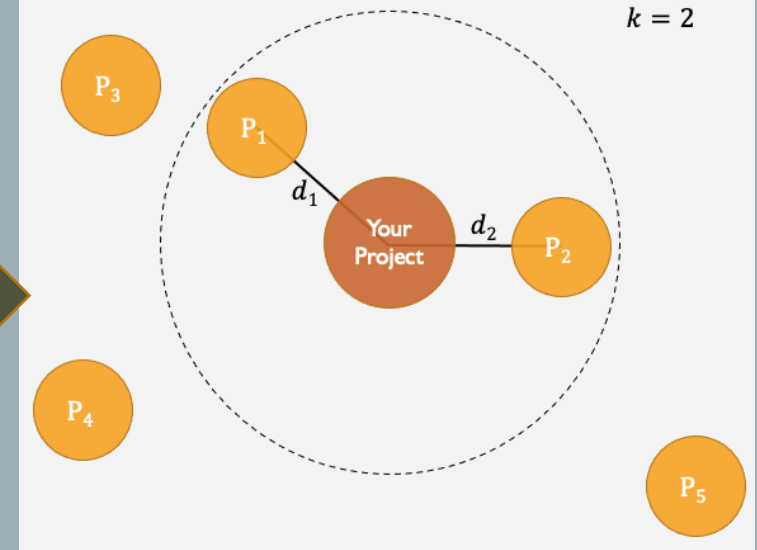 k = 2
P₃
P₁
d₁
Your
Project
d₂
P₂
P₄
P₅